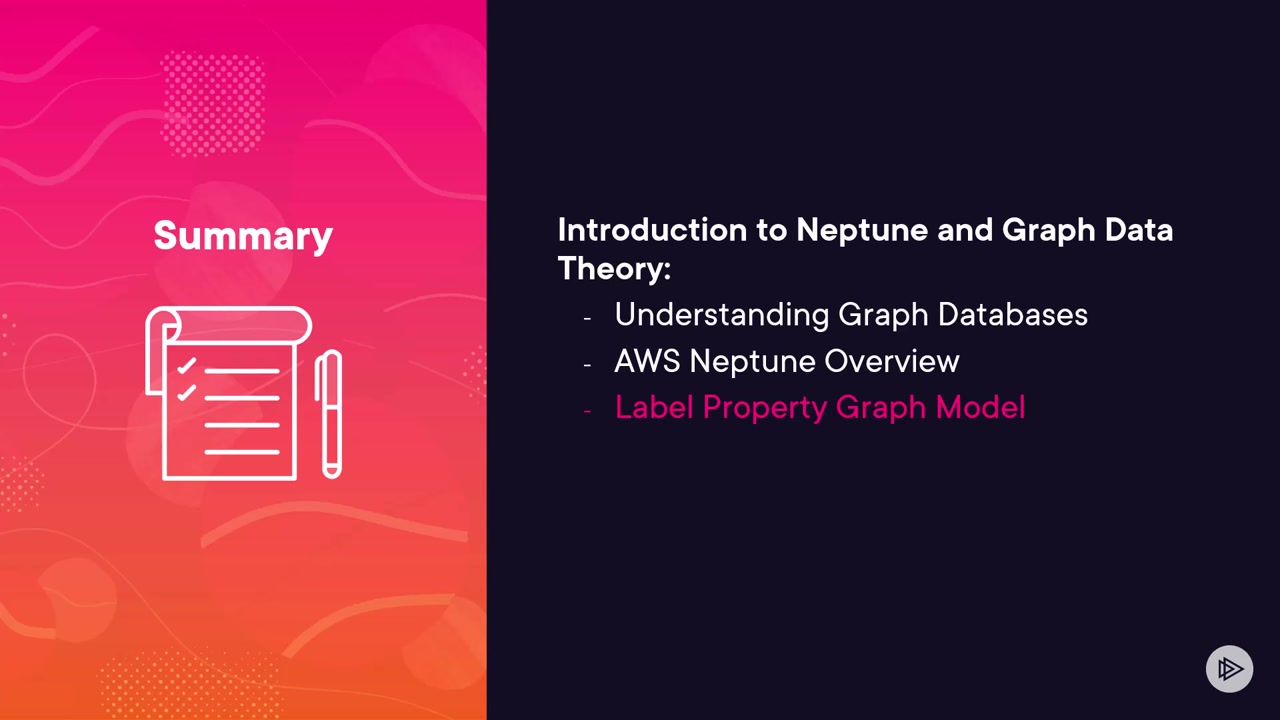 Summary
Introduction to Neptune and Graph Data
Theory:
- Understanding Graph Databases
- AWS Neptune Overview
- Label Property Graph Model